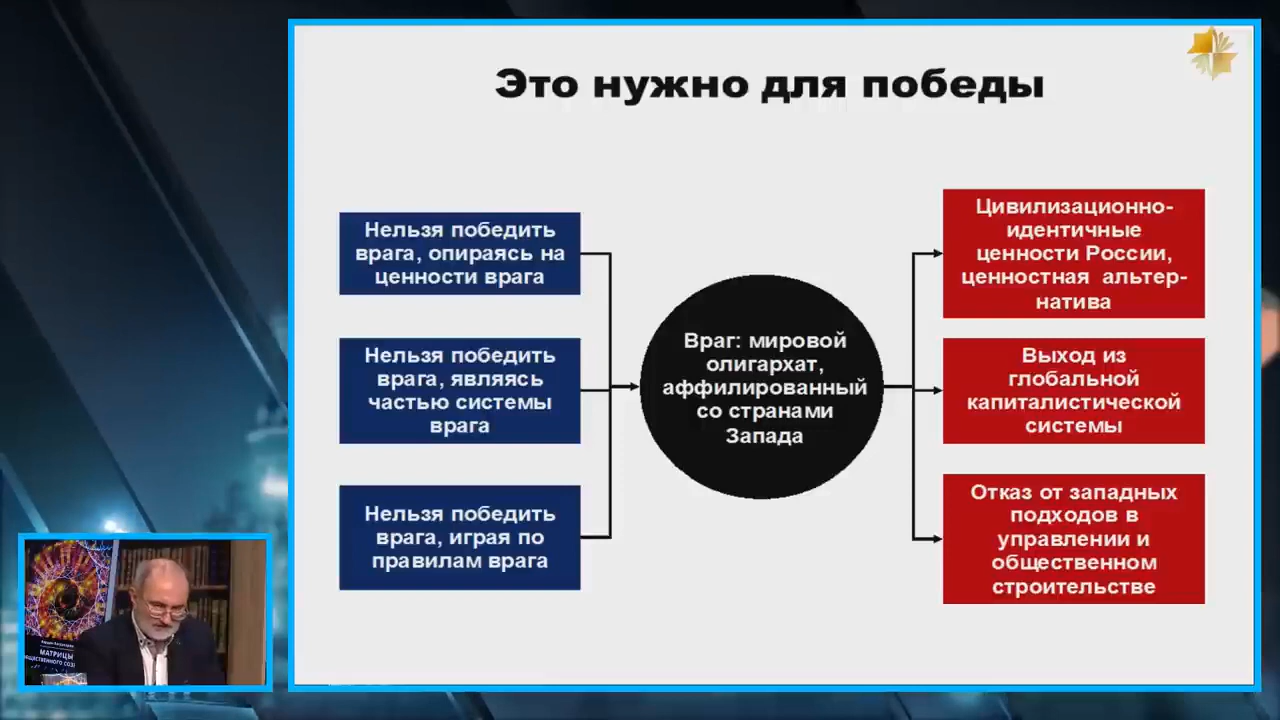 Это нужно для победы
Нельзя победить
врага, опираясь на
ценности врага
Нельзя победить
врага, являясь
частью системы
врага
Нельзя победить
врага, играя по
правилам врага
Враг: мировой
олигархат,
аффилированный
со странами
Запада
Цивилизационно-
идентичные
ценности России,
ценностная альтер-
натива
Выход из
глобальной
капиталистической
системы
Отказ от западных
подходов в
управлении и
общественном
строительстве
МАТРИЦЫ